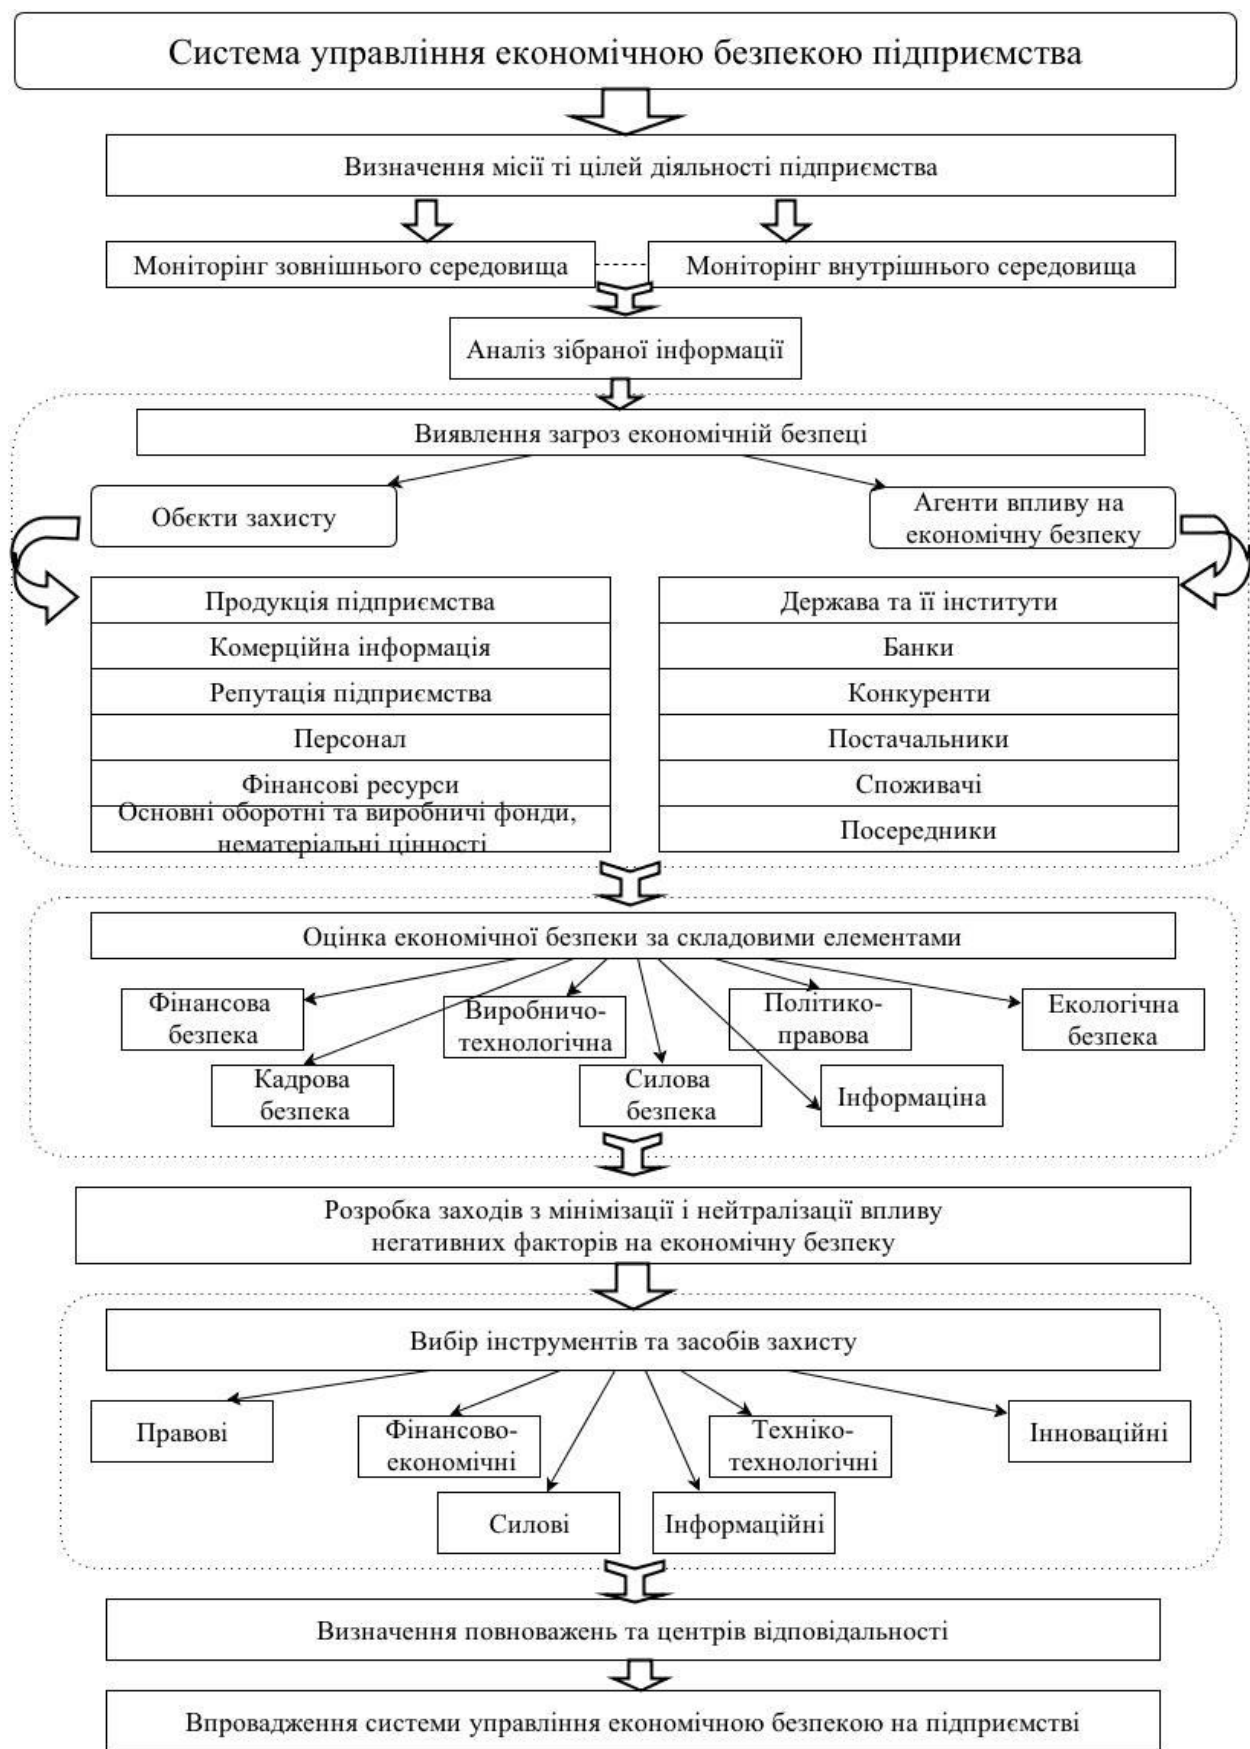 Система управління економічною безпекою підприємства
Визначення місії ті цілей діяльності підприємства
Моніторінг зовнішнього середовища
Моніторінг внутрішнього середовища
Аналіз зібраної інформації
Виявлення загроз економічній безпеці
Обєкти захисту
Агенти впливу на
економічну безпеку
Продукція підприємства
Комерційна інформація
Репутація підприємства
Персонал
Фінансові ресурси
Основні оборотні та виробничі фонди,
нематеріальні цінності
Держава та її інститути
Банки
Конкуренти
Постачальники
Споживачі
Посередники
Оцінка економічної безпеки за складовими елементами
Фінансова
безпека
Виробничо-
технологічна
Політико-
правова
Екологічна
безпека
Кадрова
безпека
Силова
безпека
Інформаціна
Розробка заходів з мінімізації і нейтралізації впливу
негативних факторів на економічну безпеку
Вибір інструментів та засобів захисту
Правові
Фінансово-
економічні
Техніко-
технологічні
Інноваційні
Силові
Інформаційні
Визначення повноважень та центрів відповідальності
Впровадження системи управління економічною безпекою на підприємстві